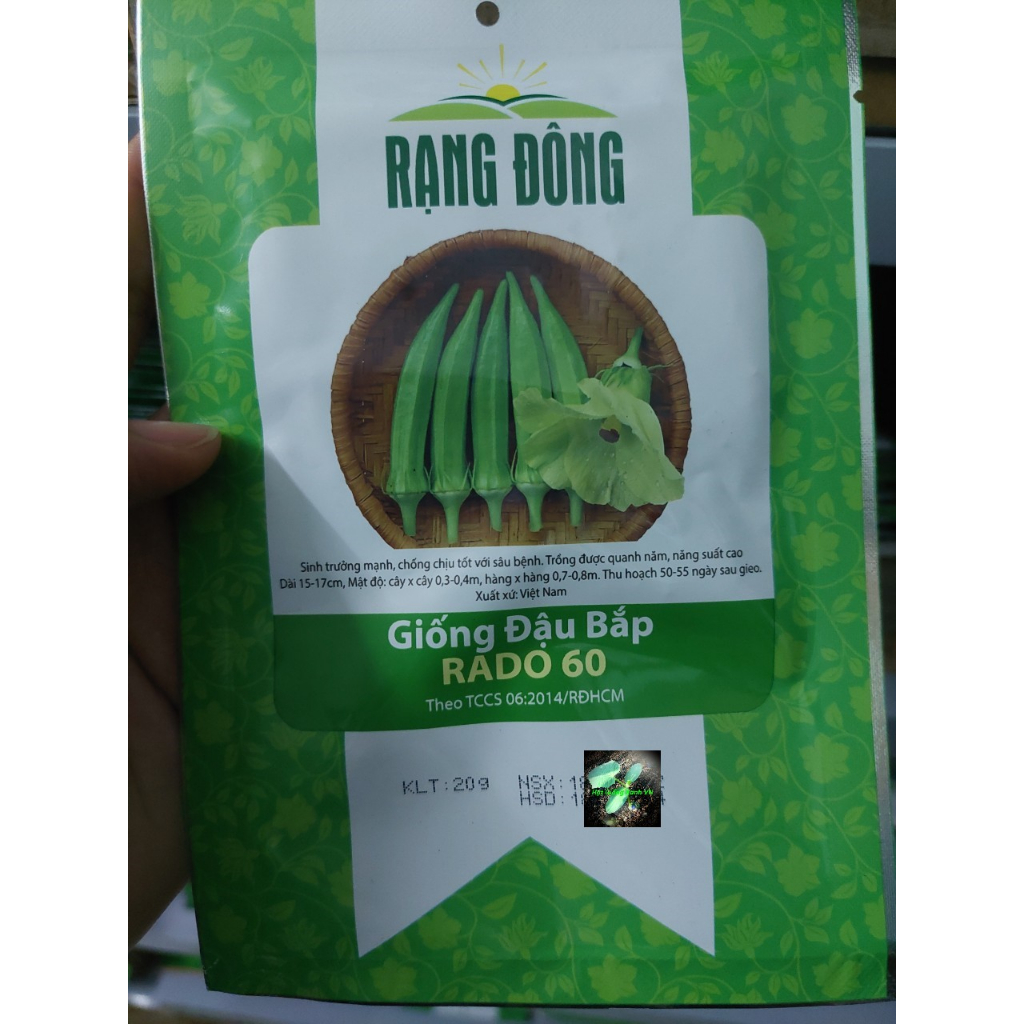 RẠNG ĐÔNG
Sinh trưởng mạnh, chống chịu tốt với sâu bệnh. Trồng được quanh năm, năng suất cao
Dài 15-17cm, Mật độ: cây x cây 0,3-0,4m, hàng x hàng 0,7-0,8m. Thu hoạch 50-55 ngày sau gieo.
Xuất xứ: Việt Nam
Giống Đậu Bắp
RADO 60
Theo TCCS 06:2014/RĐHCM
KLT:20g NSX:
HSD: